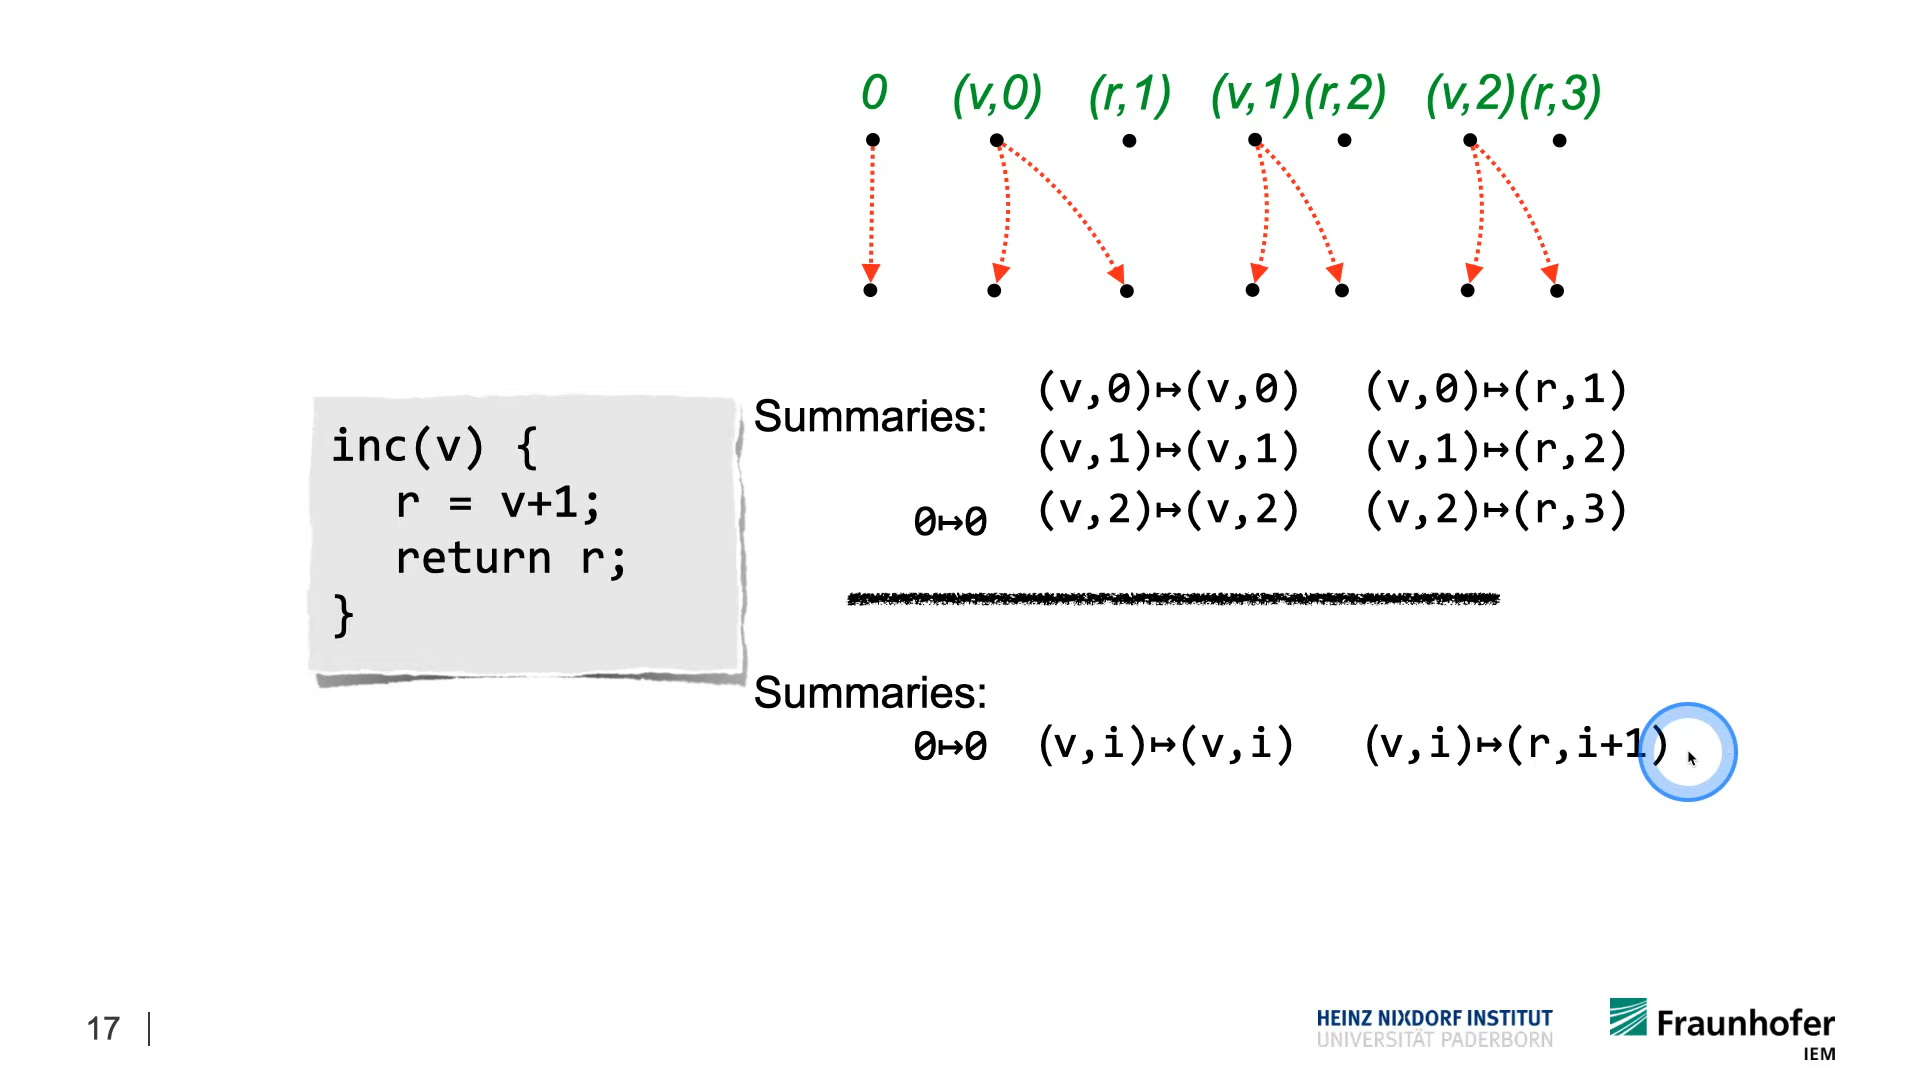 0 (v,0) (r,1) (v,1)(r,2) (v,2)(r,3)
inc(v) {
r = v+1;
return r;
}
Summaries:
(v,0)↦(v,0) (v,0)↦(r,1)
(v,1)↦(v,1) (v,1)↦(r,2)
0↦0 (v,2)↦(v,2) (v,2)↦(r,3)
Summaries:
0↦0 (v,i)↦(v,i) (v,i)↦(r,i+1)
17
HEINZ NIXDORF INSTITUT
UNIVERSITÄT PADERBORN
Fraunhofer
IEM